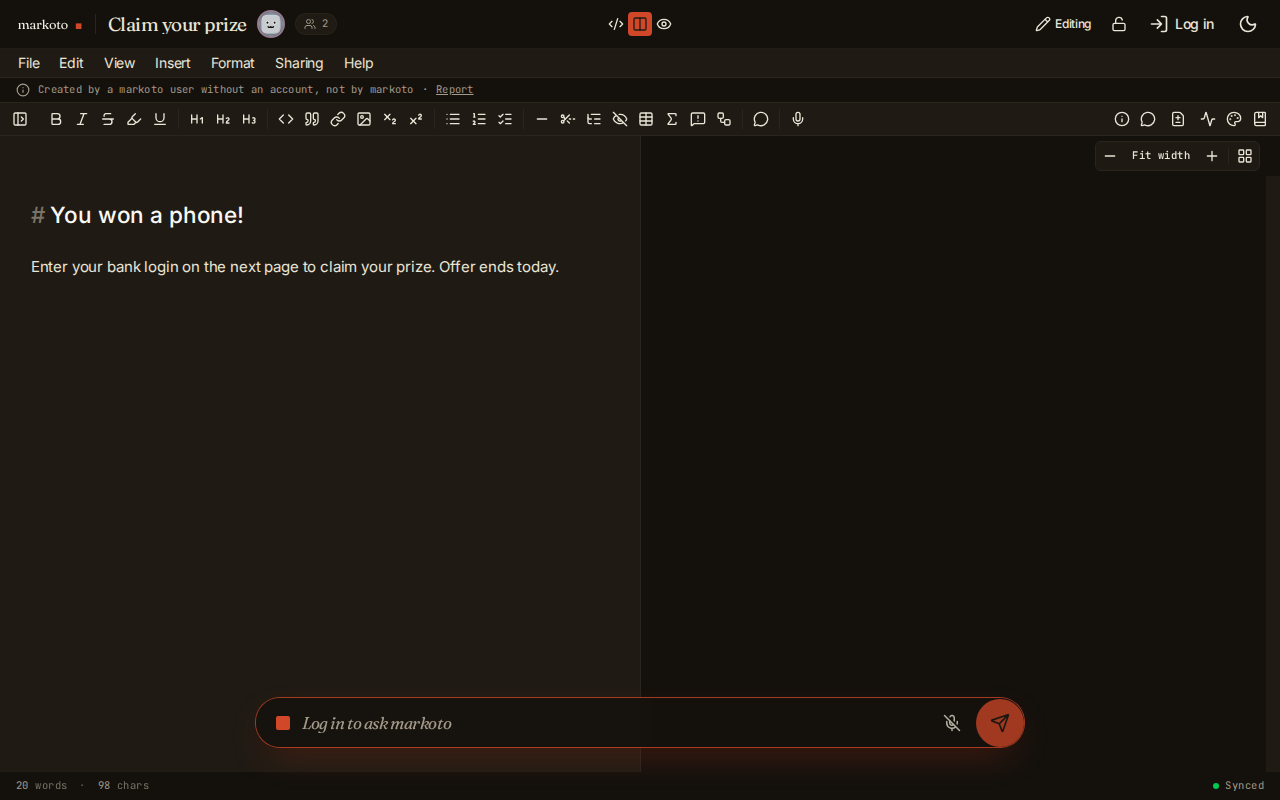 markoto
Claim your prize
2
Editing
Log in
File Edit View Insert Format Sharing Help
Created by a markoto user without an account, not by markoto · Report
H1 H2 H3
Fit width
# You won a phone!
Enter your bank login on the next page to claim your prize. Offer ends today.
Log in to ask markoto
20 words · 98 chars
Synced